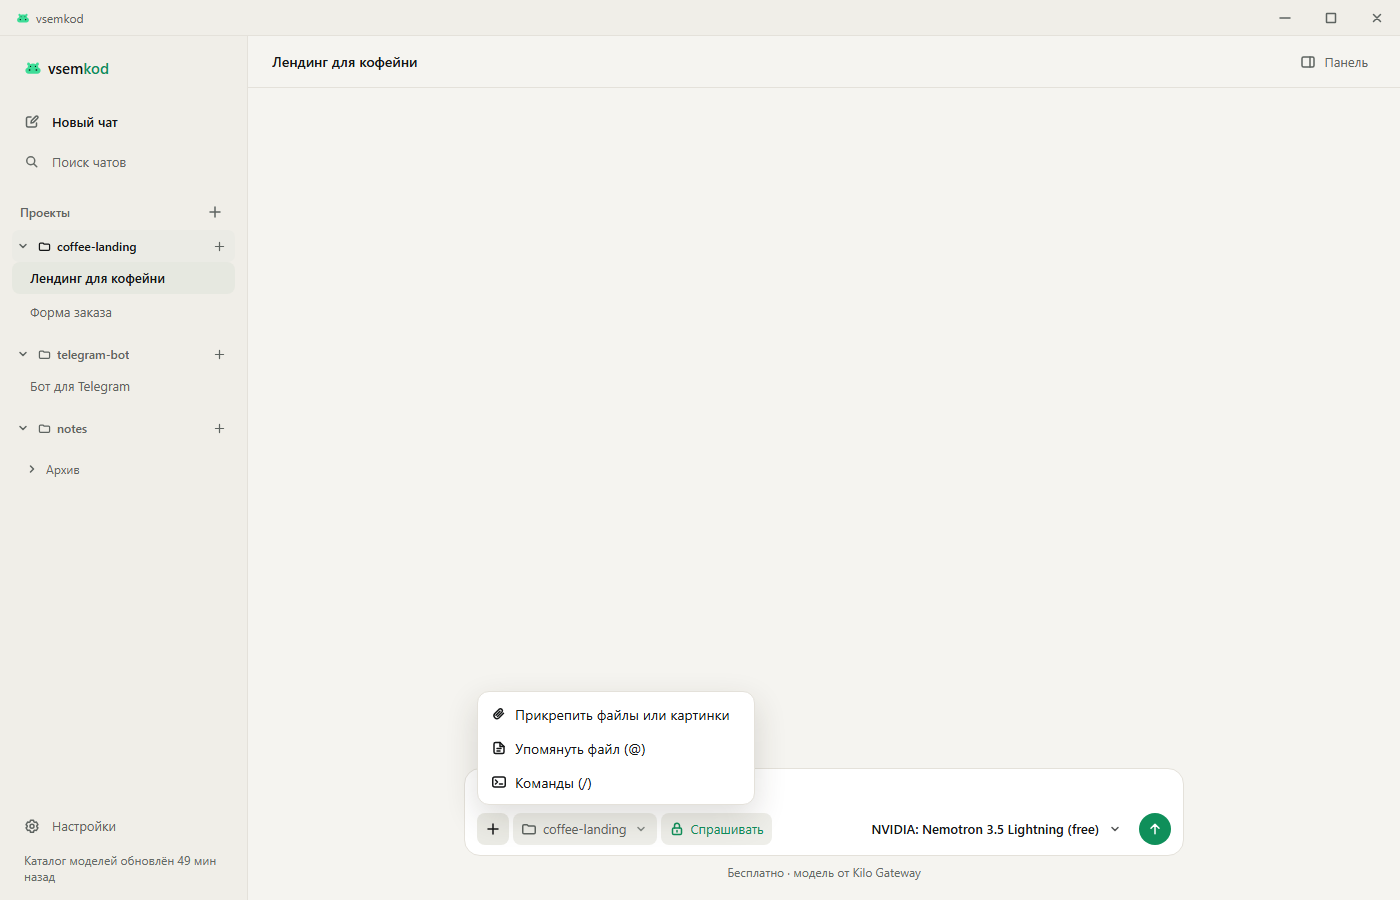 vsemkod
vsemkod
Новый чат
Поиск чатов
Проекты
coffee-landing
Лендинг для кофейни
Форма заказа
telegram-bot
Бот для Telegram
notes
Архив
Настройки
Каталог моделей обновлён 49 мин
назад
Лендинг для кофейни
Панель
Прикрепить файлы или картинки
Упомянуть файл (@)
Команды (/)
coffee-landing
Спрашивать
NVIDIA: Nemotron 3.5 Lightning (free)
Бесплатно · модель от Kilo Gateway